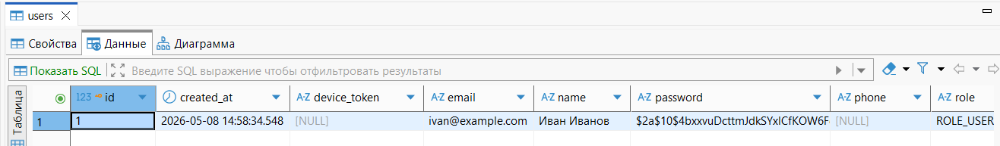 users
Свойства Данные Диаграмма
Показать SQL Введите SQL выражение чтобы отфильтровать результаты
Таблица
123 id created_at A-Z device_token A-Z email A-Z name A-Z password A-Z phone A-Z role
1 1 2026-05-08 14:58:34.548 [NULL] ivan@example.com Иван Иванов $2a$10$4bxxvuDcttmJdkSYxlCfKOW6F [NULL] ROLE_USER